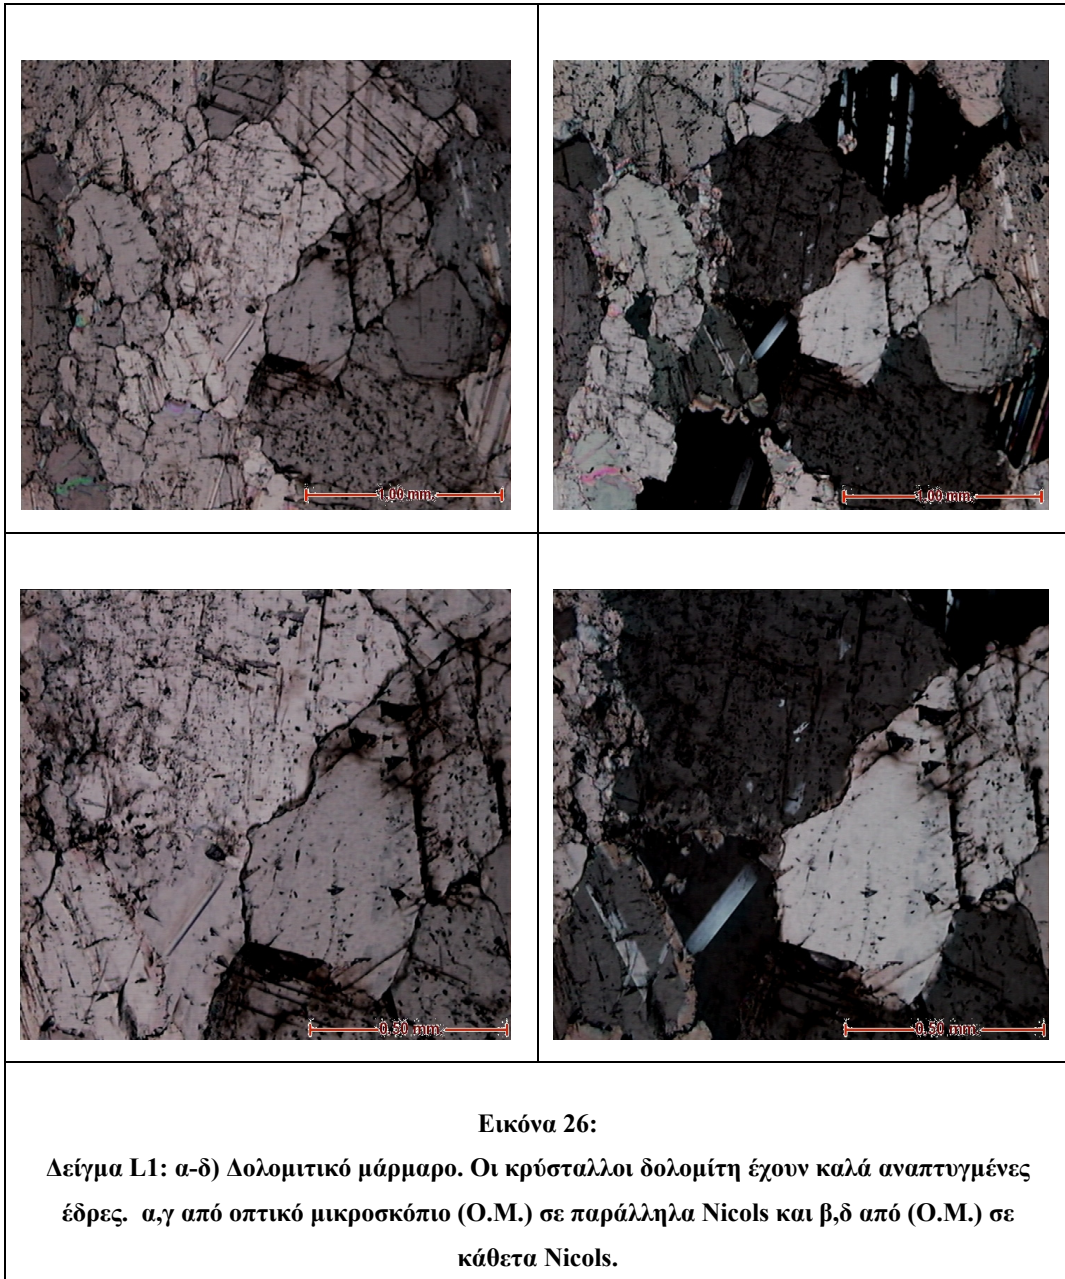 1.00 mm
1.00 mm
0.50 mm
0.50 mm
Εικόνα 26:
Δείγμα L1: α-δ) Δολομιτικό μάρμαρο. Οι κρύσταλλοι δολομίτη έχουν καλά αναπτυγμένες
έδρες. α,γ από οπτικό μικροσκόπιο (Ο.Μ.) σε παράλληλα Nicols και β,δ από (Ο.Μ.) σε
κάθετα Nicols.